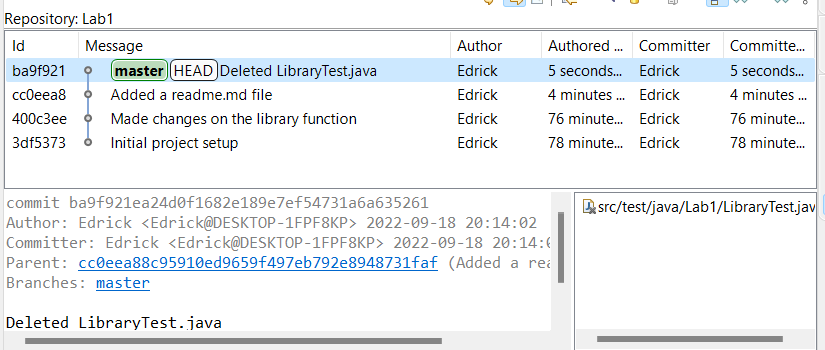 Repository: Lab1
Id Message Author Authored ... Committer Committe...
ba9f921 master HEAD Deleted LibraryTest.java Edrick 5 seconds... Edrick 5 seconds...
cc0eea8 Added a readme.md file Edrick 4 minutes ... Edrick 4 minutes ...
400c3ee Made changes on the library function Edrick 76 minute... Edrick 76 minute...
3df5373 Initial project setup Edrick 78 minute... Edrick 78 minute...
commit ba9f921ea24d0f1682e189e7ef54731a6a635261
Author: Edrick <Edrick@DESKTOP-1FPF8KP> 2022-09-18 20:14:02
Committer: Edrick <Edrick@DESKTOP-1FPF8KP> 2022-09-18 20:14:0
Parent: cc0eea88c95910ed9659f497eb792e8948731faf (Added a rea
Branches: master
Deleted LibraryTest.java
src/test/java/Lab1/LibraryTest.jav